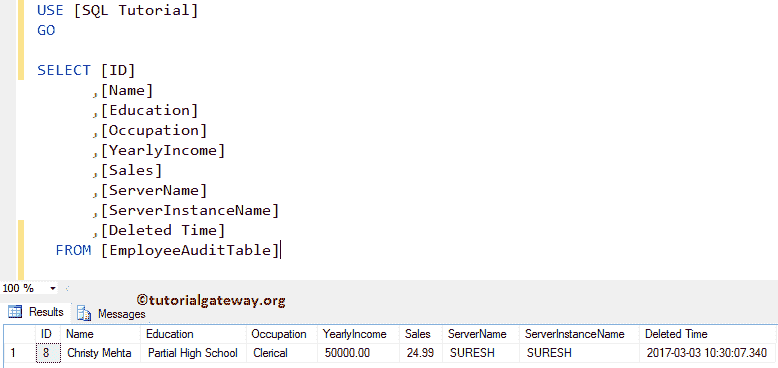 USE [SQL Tutorial]
GO
SELECT [ID]
,[Name]
,[Education]
,[Occupation]
,[YearlyIncome]
,[Sales]
,[ServerName]
,[ServerInstanceName]
,[Deleted Time]
FROM [EmployeeAuditTable]
100 %
©tutorialgateway.org
Results Messages
ID Name Education Occupation YearlyIncome Sales ServerName ServerInstanceName Deleted Time
1 8 Christy Mehta Partial High School Clerical 50000.00 24.99 SURESH SURESH 2017-03-03 10:30:07.340